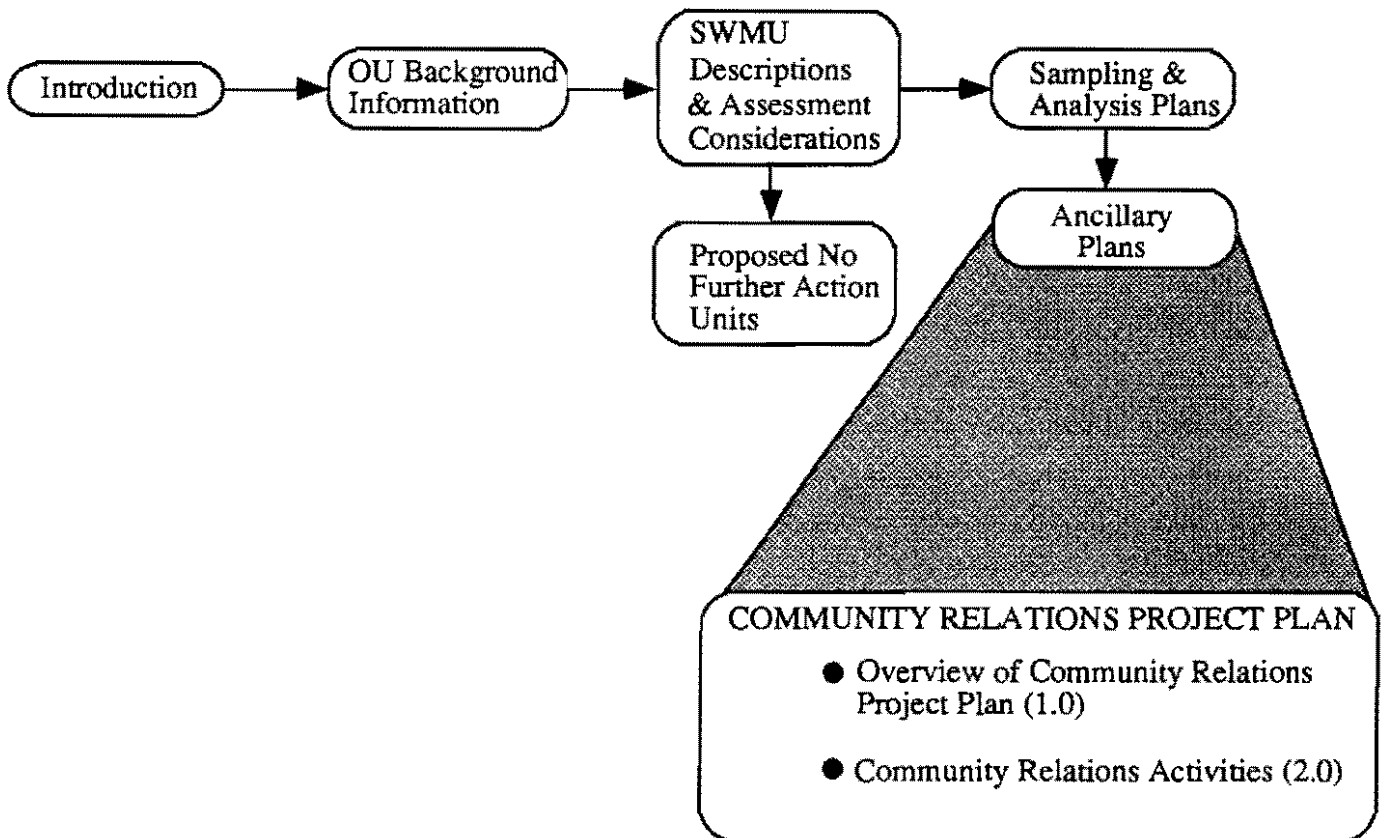 Introduction
OU Background
Information
SWMU
Descriptions
& Assessment
Considerations
Sampling &
Analysis Plans
Proposed No
Further Action
Units
Ancillary
Plans
COMMUNITY RELATIONS PROJECT PLAN
● Overview of Community Relations
Project Plan (1.0)
● Community Relations Activities (2.0)